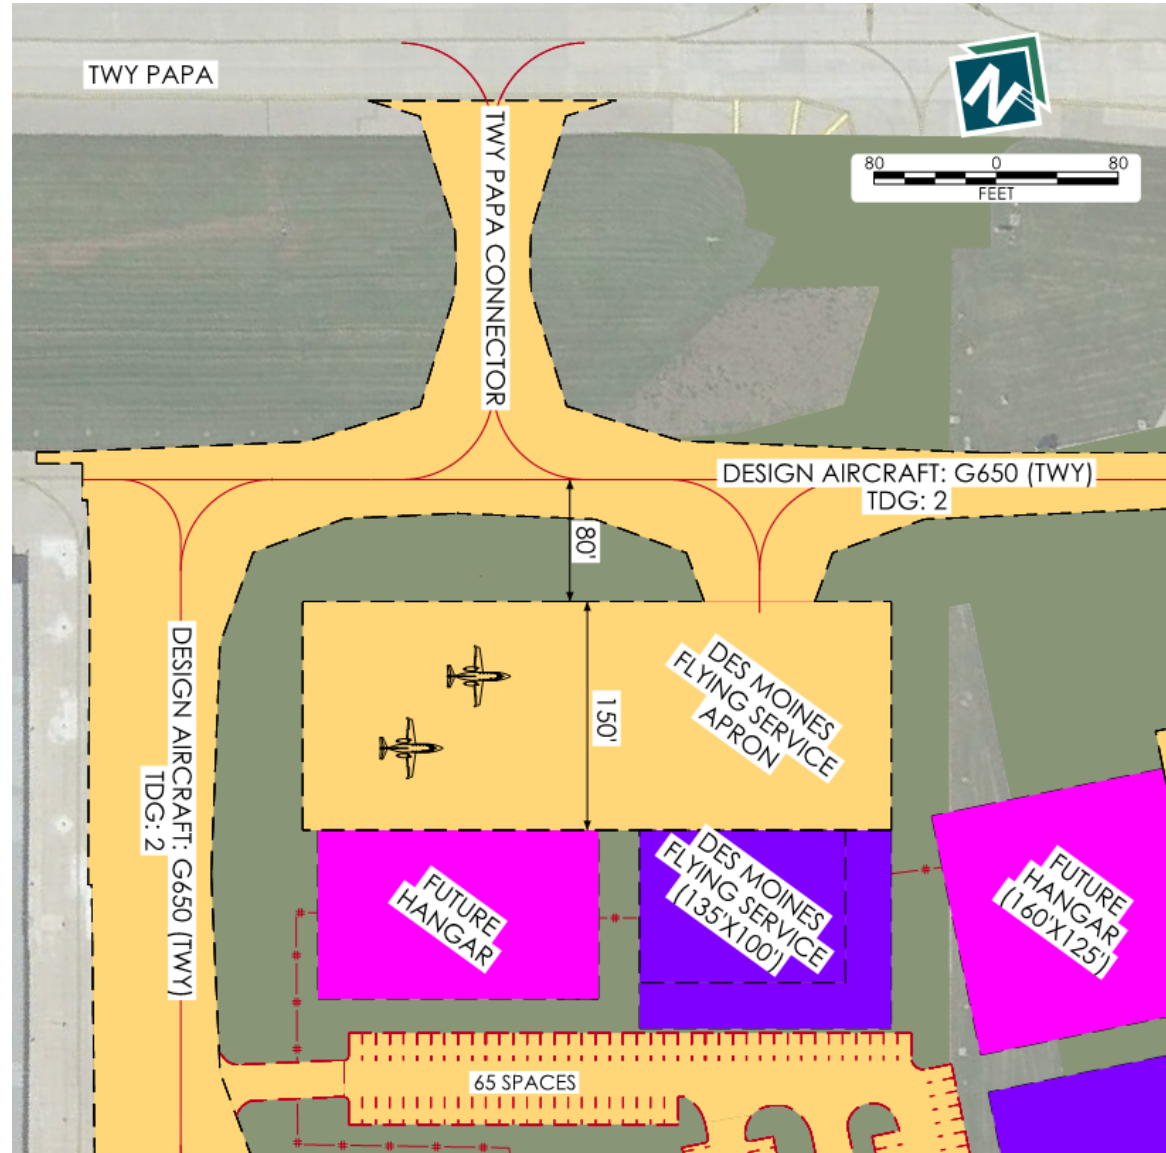 TWY PAPA
N
80 0 80
FEET
TWY PAPA CONNECTOR
DESIGN AIRCRAFT: G650 (TWY)
TDG: 2
80'
DESIGN AIRCRAFT: G650 (TWY)
TDG: 2
150'
DES MOINES
FLYING SERVICE
APRON
FUTURE
HANGAR
DES MOINES
FLYING SERVICE
(135'X100')
FUTURE
HANGAR
(160'X125')
65 SPACES